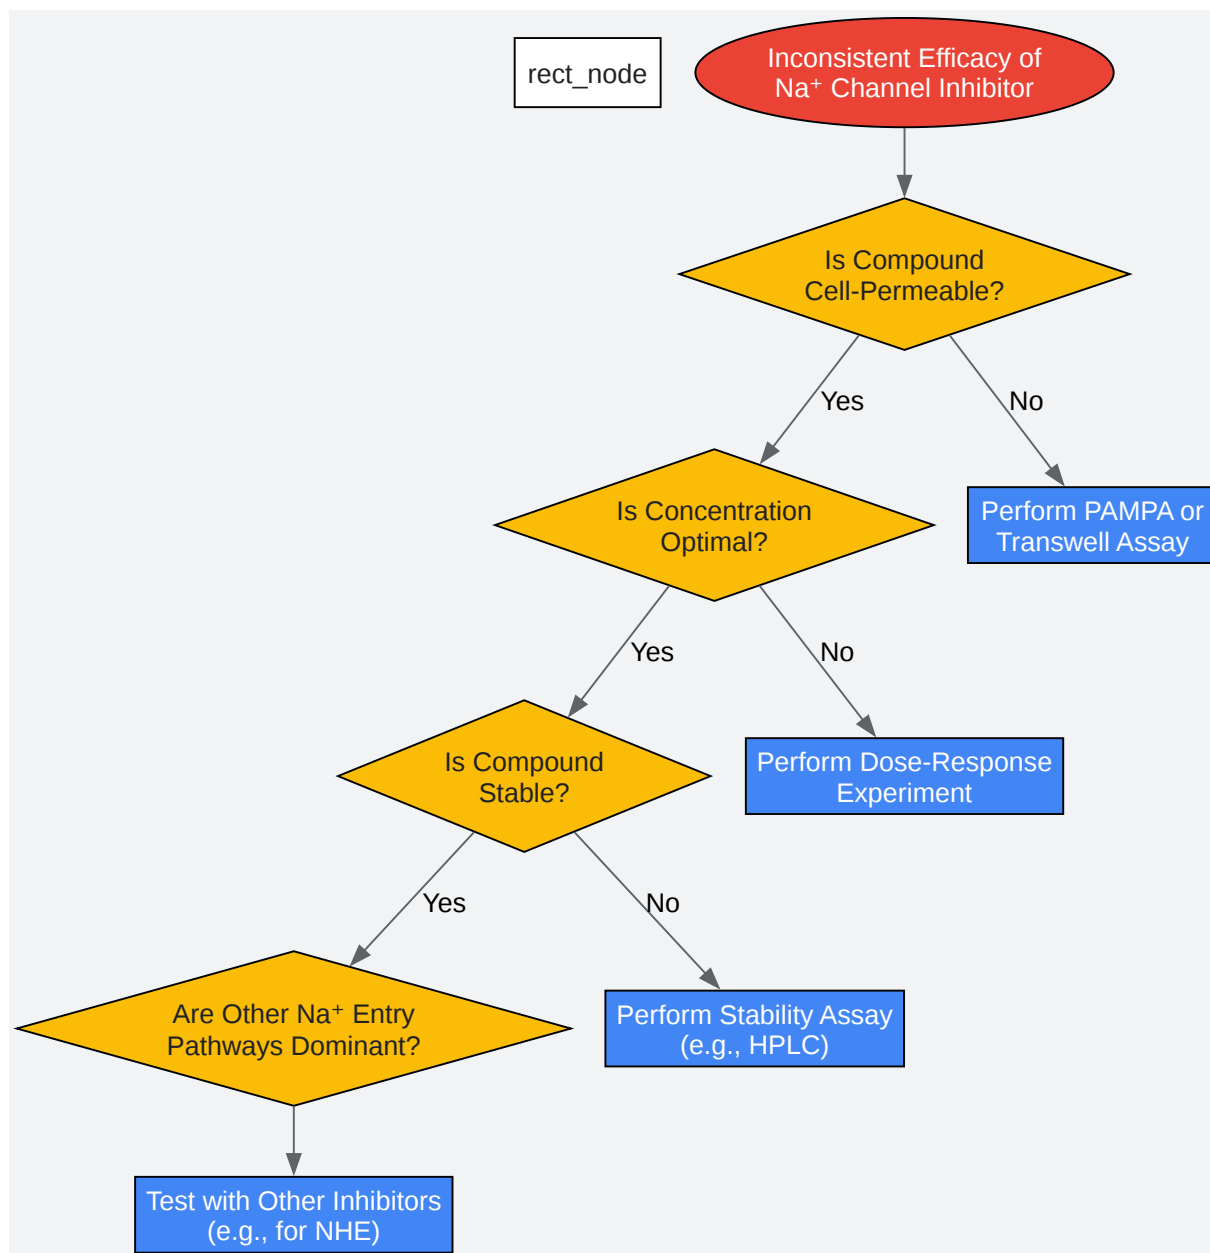 rect_node
Inconsistent Efficacy of
Na⁺ Channel Inhibitor
Is Compound
Cell-Permeable?
Yes
No
Is Concentration
Optimal?
Perform PAMPA or
Transwell Assay
Yes
No
Is Compound
Stable?
Perform Dose-Response
Experiment
Yes
No
Are Other Na⁺ Entry
Pathways Dominant?
Perform Stability Assay
(e.g., HPLC)
Test with Other Inhibitors
(e.g., for NHE)